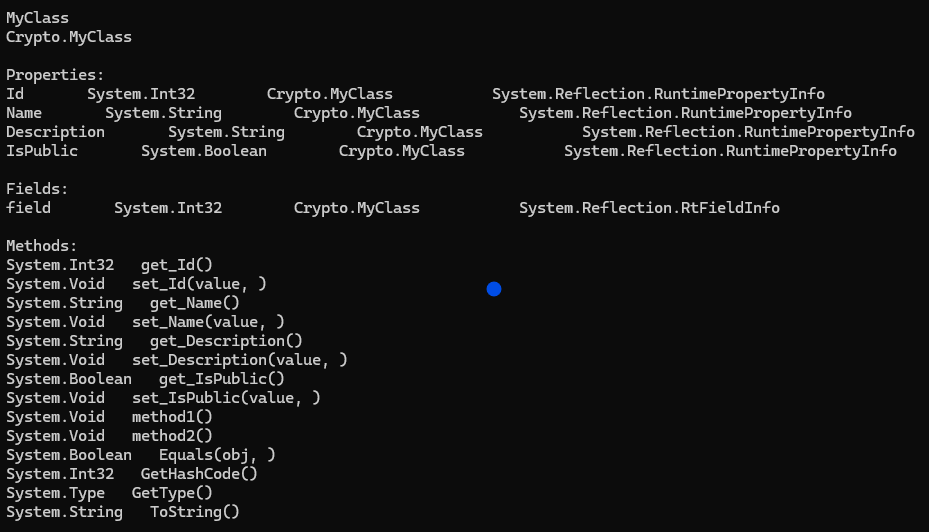 MyClass
Crypto.MyClass

Properties:
Id       System.Int32        Crypto.MyClass           System.Reflection.RuntimePropertyInfo
Name       System.String        Crypto.MyClass           System.Reflection.RuntimePropertyInfo
Description       System.String        Crypto.MyClass           System.Reflection.RuntimePropertyInfo
IsPublic       System.Boolean        Crypto.MyClass           System.Reflection.RuntimePropertyInfo

Fields:
field       System.Int32        Crypto.MyClass           System.Reflection.RtFieldInfo

Methods:
System.Int32   get_Id()
System.Void   set_Id(value, )
System.String   get_Name()
System.Void   set_Name(value, )
System.String   get_Description()
System.Void   set_Description(value, )
System.Boolean   get_IsPublic()
System.Void   set_IsPublic(value, )
System.Void   method1()
System.Void   method2()
System.Boolean   Equals(obj, )
System.Int32   GetHashCode()
System.Type   GetType()
System.String   ToString()